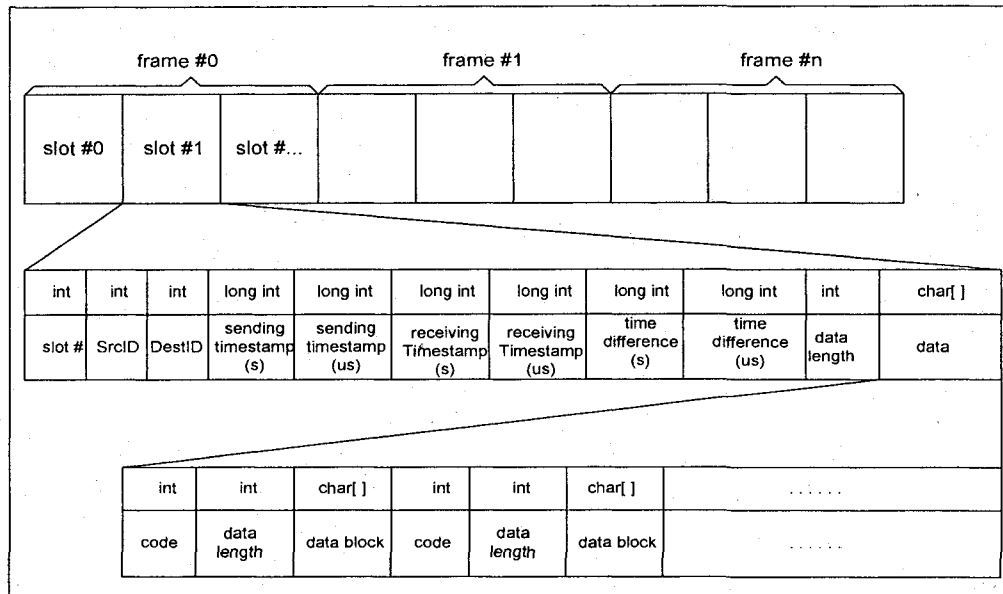 frame #0 frame #1 frame #n
slot #0 slot #1 slot #...
int int int long int long int long int long int long int long int int char[ ]
slot # SrcID DestID sending timestamp (s) sending timestamp (us) receiving Timestamp (s) receiving Timestamp (us) time difference (s) time difference (us) data length data
int int char[ ] int int char[ ] . . . . . .
code data length data block code data length data block . . . . . .